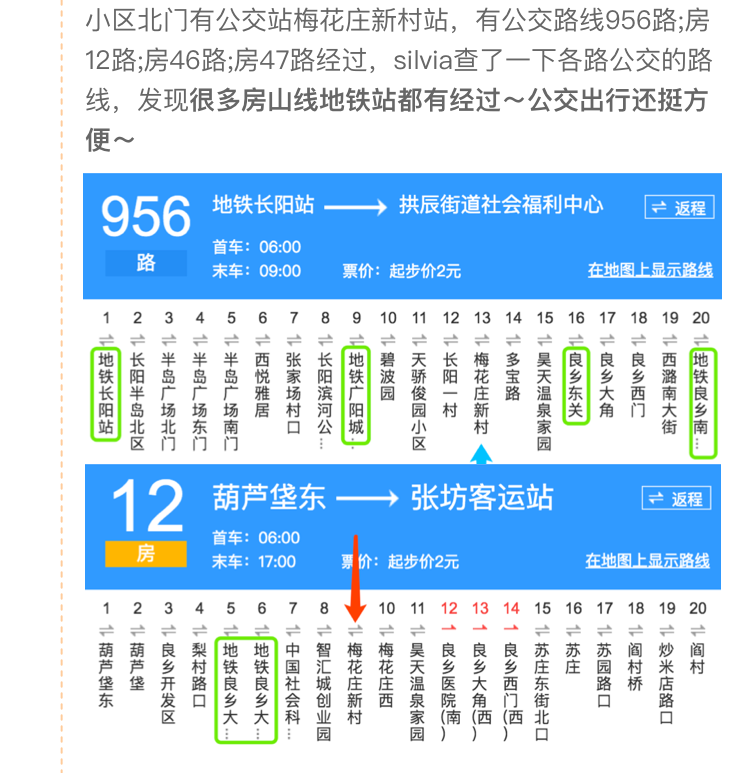 小区北门有公交站梅花庄新村站，有公交路线956路;房
12路;房46路;房47路经过，silvia查了一下各路公交的路
线，发现很多房山线地铁站都有经过～公交出行还挺方
便～
956
路
地铁长阳站 ⟶ 拱辰街道社会福利中心
⇌ 返程
首车：06:00
末车：09:00
票价：起步价2元
在地图上显示路线
1 2 3 4 5 6 7 8 9 10 11 12 13 14 15 16 17 18 19 20
地铁长阳站
长阳半岛北区
半岛广场北门
半岛广场东门
半岛广场南门
西悦雅居
张家场村口
长阳滨河公…
地铁广阳城…
碧波园
天骄俊园小区
长阳一村
梅花庄新村
多宝路
昊天温泉家园
良乡东关
良乡大角
良乡西门
西潞南大街
地铁良乡南…
12
房
葫芦垡东 ⟶ 张坊客运站
⇌ 返程
首车：06:00
末车：17:00
票价：起步价2元
在地图上显示路线
1 2 3 4 5 6 7 8 9 10 11 12 13 14 15 16 17 18 19 20
葫芦垡东
葫芦垡
良乡开发区
梨村路口
地铁良乡大…
地铁良乡大…
中国社会科…
智汇城创业园
梅花庄新村
梅花庄西
昊天温泉家园
良乡医院(南)
良乡大角(西)
良乡西门(西)
苏庄东街北口
苏庄
苏园路口
阎村桥
炒米店路口
阎村